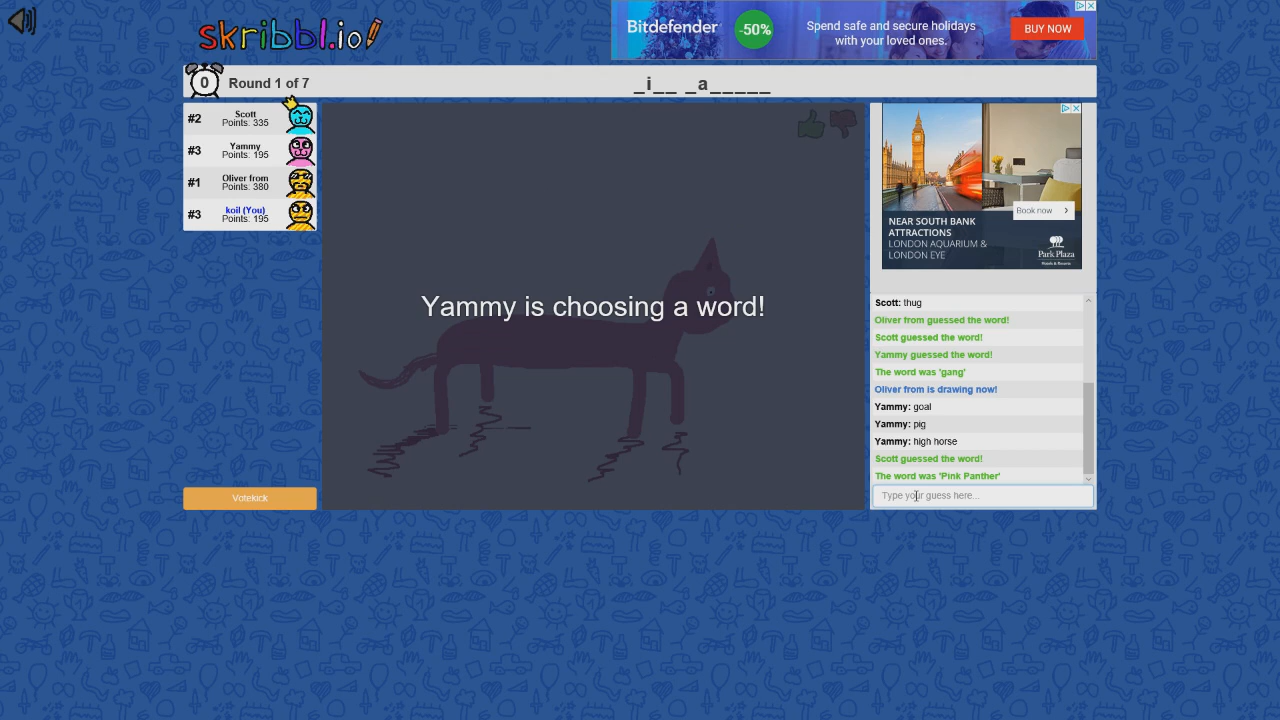 skribbl.io
Bitdefender
-50%
Spend safe and secure holidays
with your loved ones.
BUY NOW
0
Round 1 of 7
_i__ _a_____
#2
Scott
Points: 335
#3
Yammy
Points: 195
#1
Oliver from
Points: 380
#3
koil (You)
Points: 195
Votekick
Yammy is choosing a word!
Book now
NEAR SOUTH BANK
ATTRACTIONS
LONDON AQUARIUM &
LONDON EYE
Park Plaza
Scott: thug
Oliver from guessed the word!
Scott guessed the word!
Yammy guessed the word!
The word was 'gang'
Oliver from is drawing now!
Yammy: goal
Yammy: pig
Yammy: high horse
Scott guessed the word!
The word was 'Pink Panther'
Type your guess here...